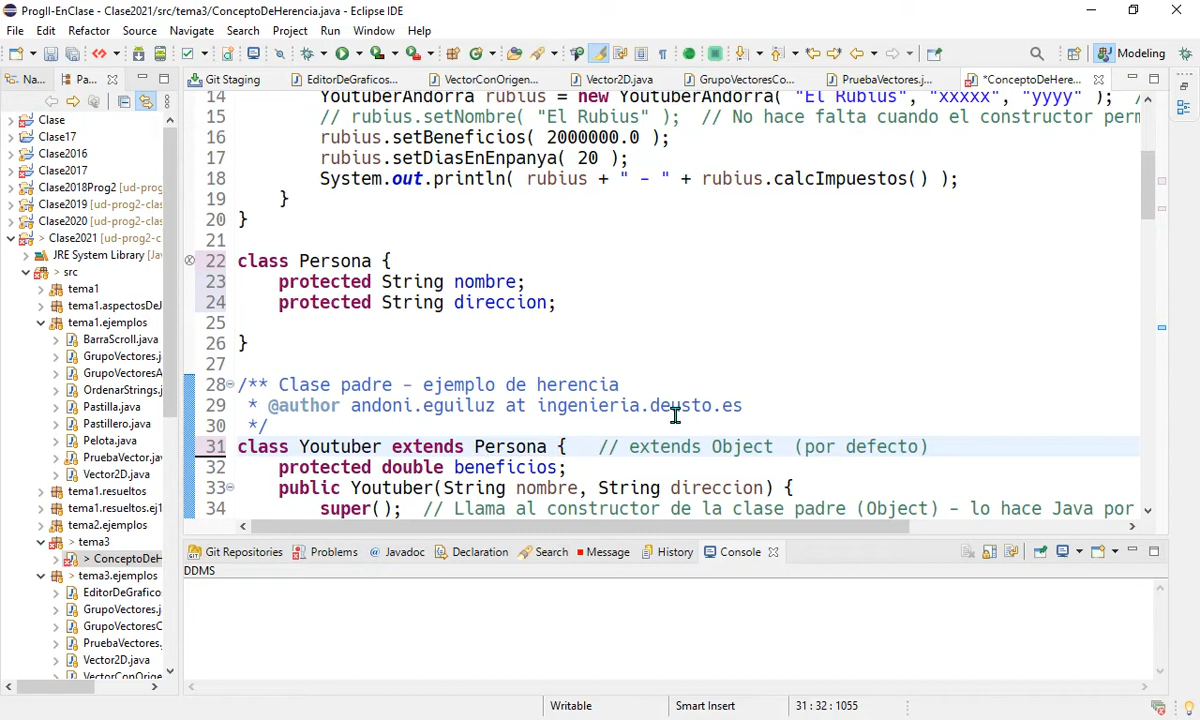 ProgII-EnClase - Clase2021/src/tema3/ConceptoDeHerencia.java - Eclipse IDE
File Edit Refactor Source Navigate Search Project Run Window Help
Modeling
Na...
Pa...
Git Staging
EditorDeGraficos...
VectorConOrigen...
Vector2D.java
GrupoVectoresCo...
PruebaVectores.j...
*ConceptoDeHere...
Clase
Clase17
Clase2016
Clase2017
Clase2018Prog2 [ud-prog
Clase2019 [ud-prog2-clas
Clase2020 [ud-prog2-clas
> Clase2021 [ud-prog2-c
JRE System Library [Java
> src
tema1
tema1.aspectosDeJ
tema1.ejemplos
BarraScroll.java
GrupoVectores.j
GrupoVectoresA
OrdenarStrings.j
Pastilla.java
Pastillero.java
Pelota.java
PruebaVector.jav
Vector2D.java
tema1.resueltos
tema1.resueltos.ej1
tema2.ejemplos
> tema3
> ConceptoDeH
> tema3.ejemplos
EditorDeGrafico
GrupoVectores.j
GrupoVectoresC
PruebaVectores.
Vector2D.java
VectorConOrige
14 YoutuberAndorra rubius = new YoutuberAndorra( "El Rubius", "xxxxx", "yyyy" ); /
15 // rubius.setNombre( "El Rubius" ); // No hace falta cuando el constructor perm
16 rubius.setBeneficios( 2000000.0 );
17 rubius.setDiasEnEnpanya( 20 );
18 System.out.println( rubius + " - " + rubius.calcImpuestos() );
19 }
20 }
21
22 class Persona {
23 protected String nombre;
24 protected String direccion;
25
26 }
27
28 /** Clase padre - ejemplo de herencia
29 * @author andoni.eguiluz at ingenieria.deusto.es
30 */
31 class Youtuber extends Persona { // extends Object (por defecto)
32 protected double beneficios;
33 public Youtuber(String nombre, String direccion) {
34 super(); // Llama al constructor de la clase padre (Object) - lo hace Java por
Git Repositories
Problems
@ Javadoc
Declaration
Search
Message
History
Console
DDMS
Writable
Smart Insert
31 : 32 : 1055